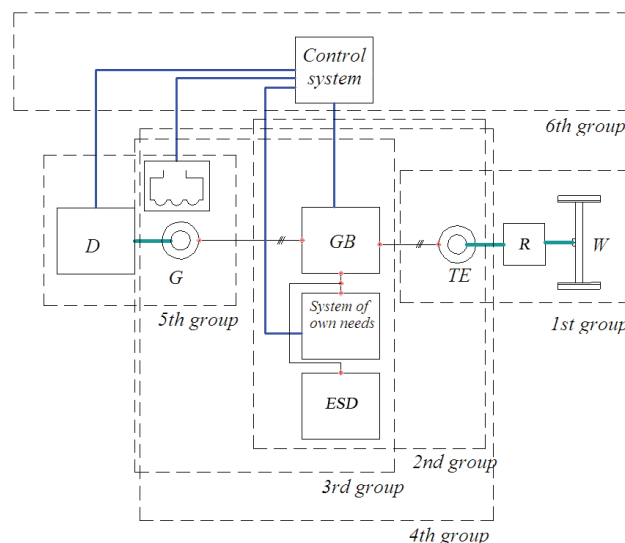 Control
system
6th group
D
G
GB
TE
R
W
5th group
System of
own needs
1st group
ESD
2nd group
3rd group
4th group